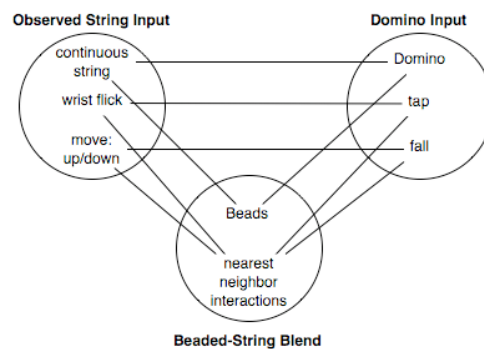 Observed String Input
Domino Input
continuous
string
Domino
wrist flick
tap
move:
up/down
fall
Beads
nearest
neighbor
interactions
Beaded-String Blend